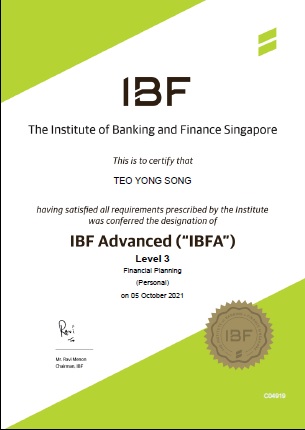 IBF
The Institute of Banking and Finance Singapore
This is to certify that
TEO YONG SONG
having satisfied all requirements prescribed by the Institute
was conferred the designation of
IBF Advanced (“IBFA”)
Level 3
Financial Planning
(Personal)
on 05 October 2021
Mr. Ravi Menon
Chairman, IBF
IBF